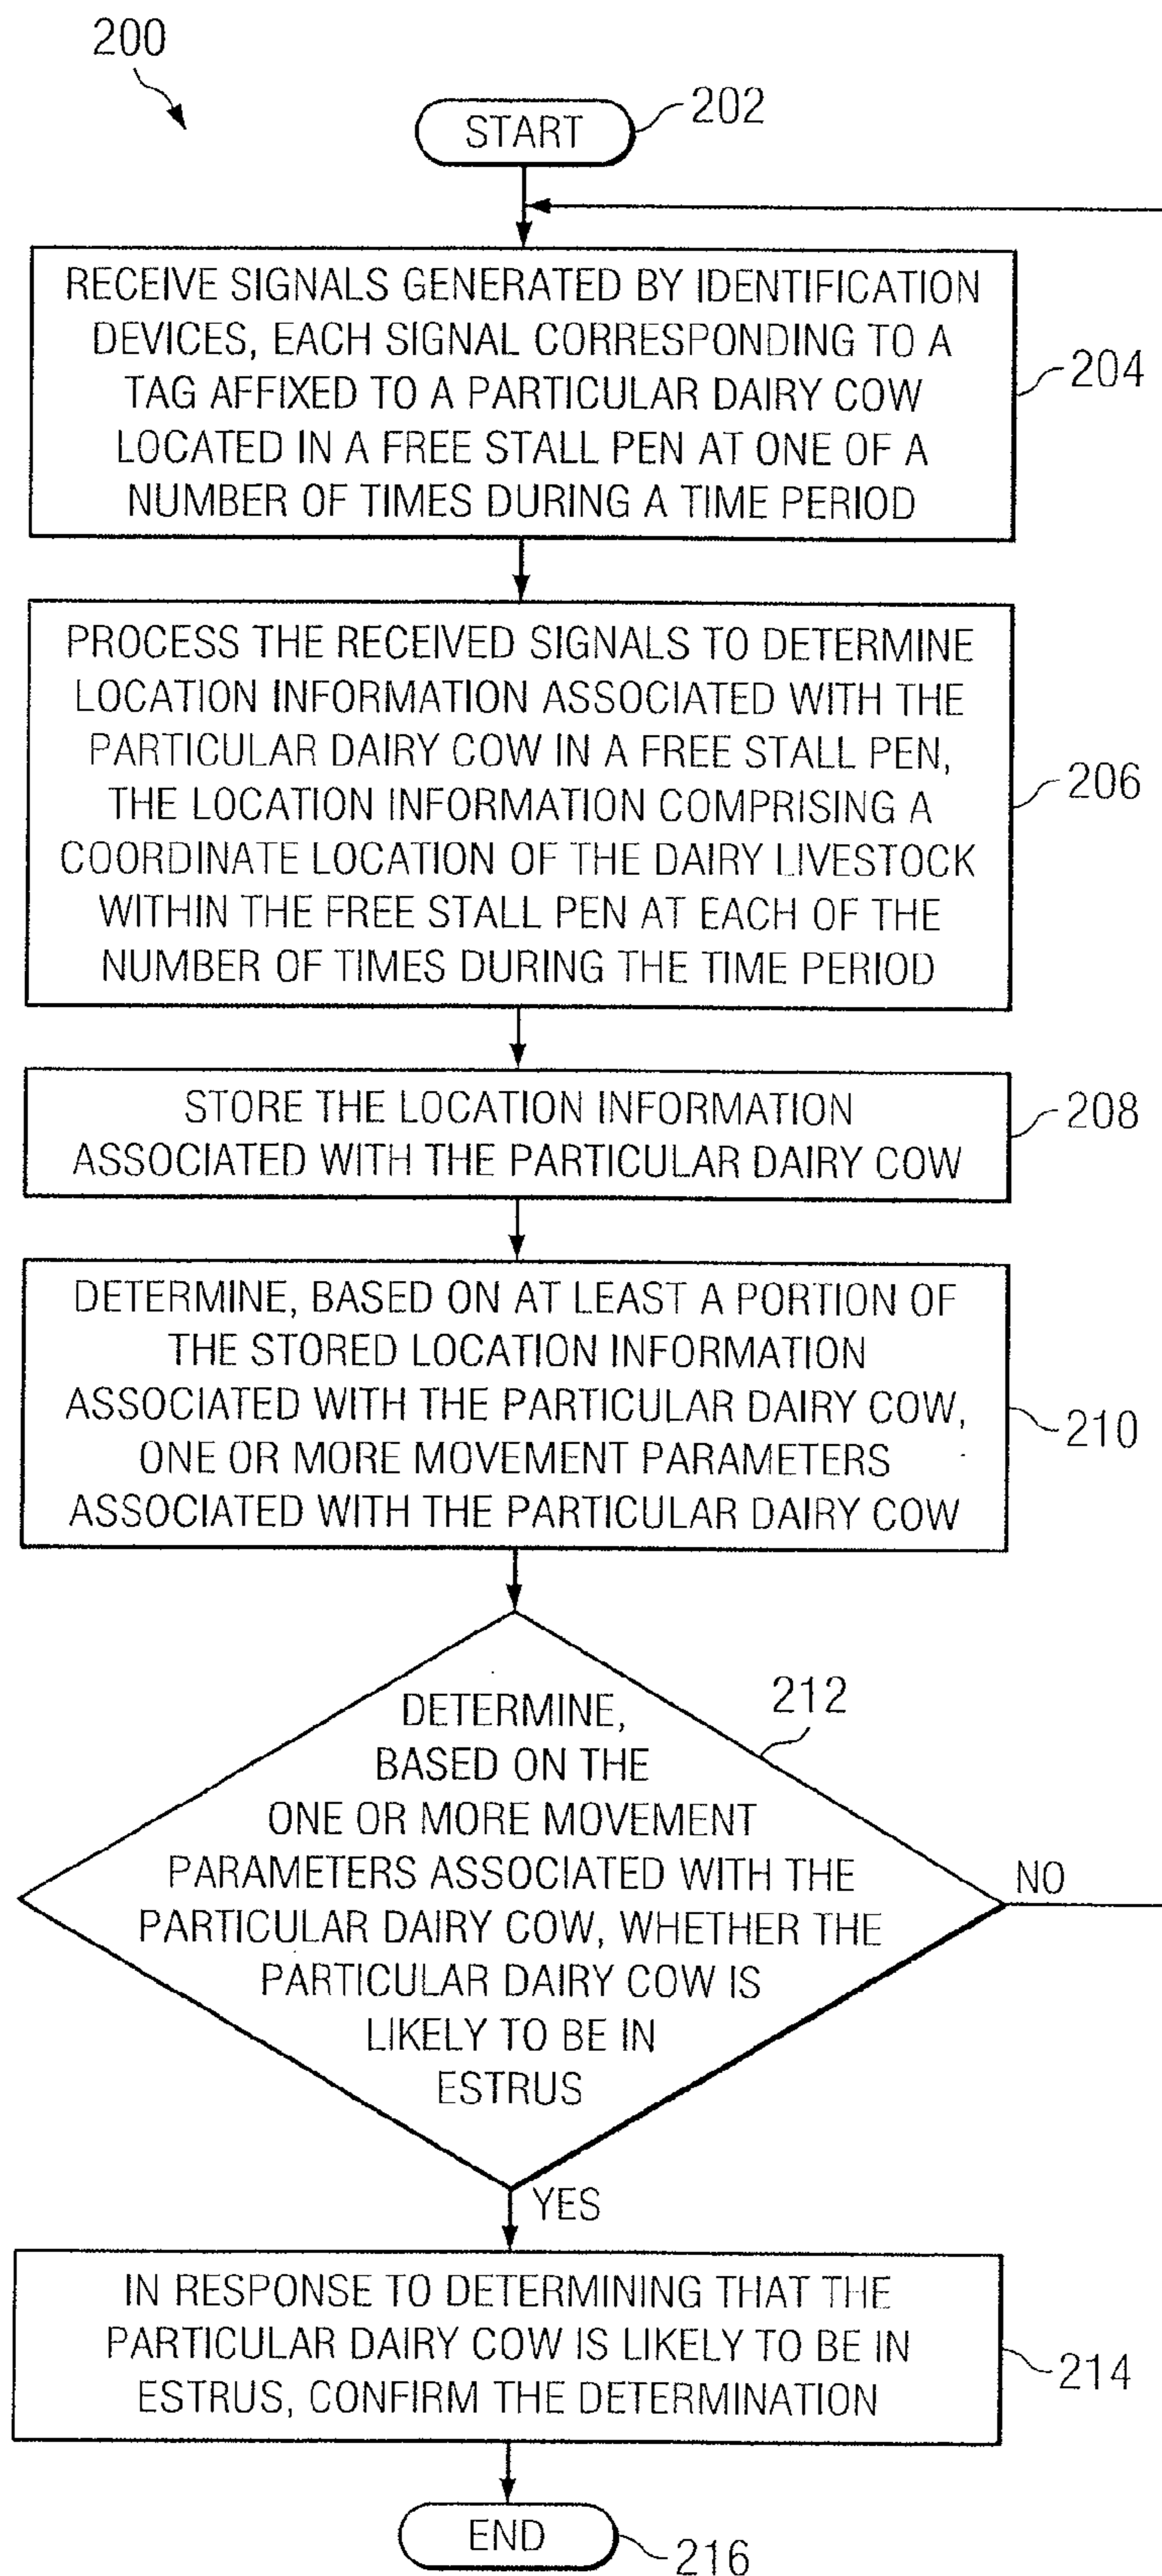 200
START
202
RECEIVE SIGNALS GENERATED BY IDENTIFICATION
DEVICES, EACH SIGNAL CORRESPONDING TO A
TAG AFFIXED TO A PARTICULAR DAIRY COW
LOCATED IN A FREE STALL PEN AT ONE OF A
NUMBER OF TIMES DURING A TIME PERIOD
204
PROCESS THE RECEIVED SIGNALS TO DETERMINE
LOCATION INFORMATION ASSOCIATED WITH THE
PARTICULAR DAIRY COW IN A FREE STALL PEN,
THE LOCATION INFORMATION COMPRISING A
COORDINATE LOCATION OF THE DAIRY LIVESTOCK
WITHIN THE FREE STALL PEN AT EACH OF THE
NUMBER OF TIMES DURING THE TIME PERIOD
206
STORE THE LOCATION INFORMATION
ASSOCIATED WITH THE PARTICULAR DAIRY COW
208
DETERMINE, BASED ON AT LEAST A PORTION OF
THE STORED LOCATION INFORMATION
ASSOCIATED WITH THE PARTICULAR DAIRY COW,
ONE OR MORE MOVEMENT PARAMETERS
ASSOCIATED WITH THE PARTICULAR DAIRY COW
210
DETERMINE,
BASED ON THE
ONE OR MORE MOVEMENT
PARAMETERS ASSOCIATED WITH THE
PARTICULAR DAIRY COW, WHETHER THE
PARTICULAR DAIRY COW IS
LIKELY TO BE IN
ESTRUS
212
NO
YES
IN RESPONSE TO DETERMINING THAT THE
PARTICULAR DAIRY COW IS LIKELY TO BE IN
ESTRUS, CONFIRM THE DETERMINATION
214
END
216